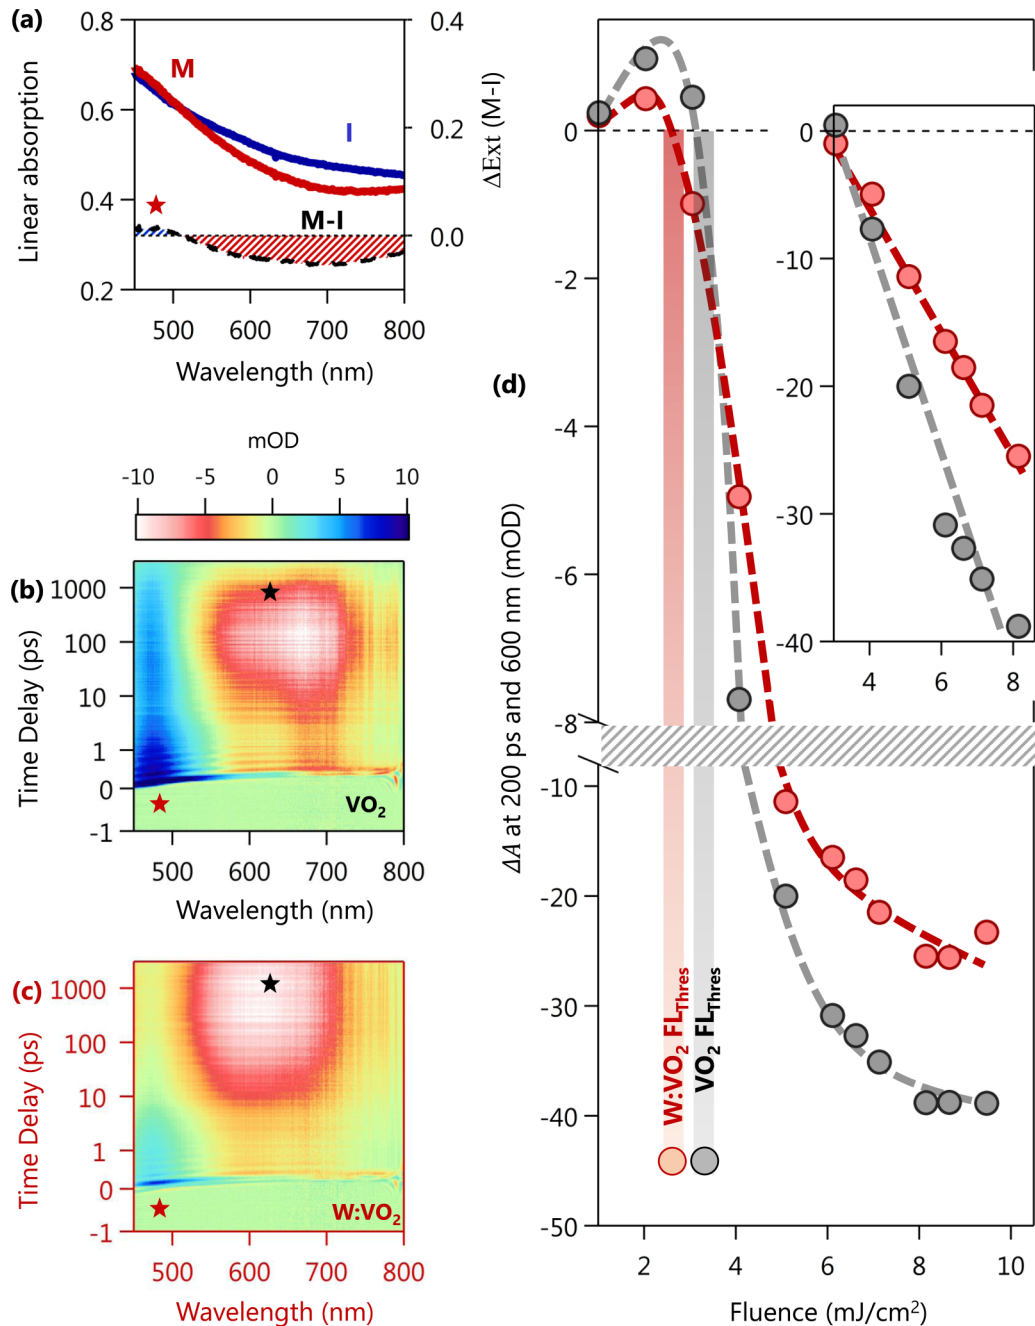 (a)
0.8
0.6
0.4
0.2
Linear absorption
0.4
0.2
0.0
ΔExt (M-I)
M
I
M-I
500 600 700 800
Wavelength (nm)
mOD
-10 -5 0 5 10
(b)
1000
100
10
1
0
-1
Time Delay (ps)
VO₂
500 600 700 800
Wavelength (nm)
(c)
1000
100
10
1
0
-1
Time Delay (ps)
W:VO₂
500 600 700 800
Wavelength (nm)
(d)
0
-2
-4
-6
-8
-10
-20
-30
-40
-50
ΔA at 200 ps and 600 nm (mOD)
W:VO₂ FL_Thres
VO₂ FL_Thres
2 4 6 8 10
Fluence (mJ/cm²)
0
-10
-20
-30
-40
4 6 8